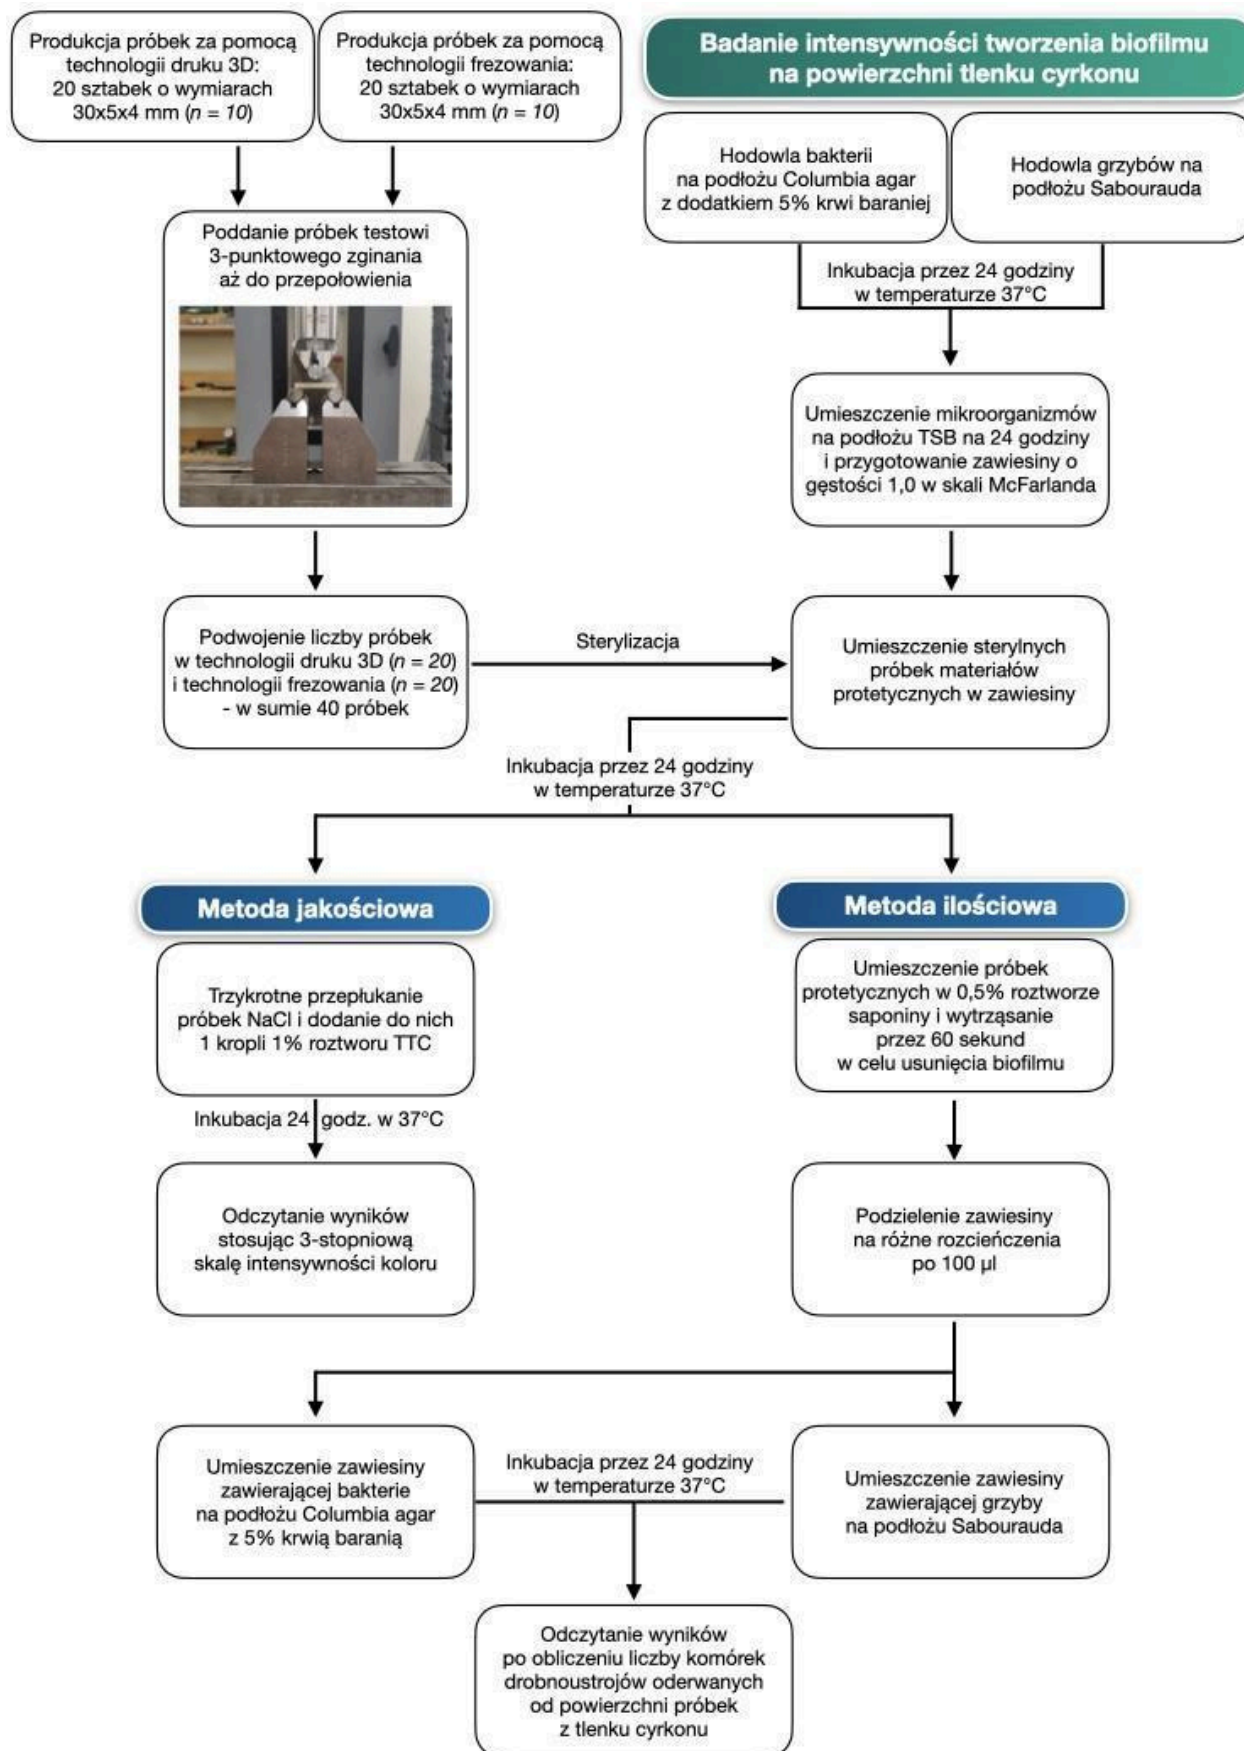 Produkcja próbek za pomocą
technologii druku 3D:
20 sztabek o wymiarach
30x5x4 mm (n = 10)
Produkcja próbek za pomocą
technologii frezowania:
20 sztabek o wymiarach
30x5x4 mm (n = 10)
Badanie intensywności tworzenia biofilmu
na powierzchni tlenku cyrkonu
Hodowla bakterii
na podłożu Columbia agar
z dodatkiem 5% krwi baraniej
Hodowla grzybów na
podłożu Sabourauda
Poddanie próbek testowi
3-punktowego zginania
aż do przepołowienia
Inkubacja przez 24 godziny
w temperaturze 37°C
Umieszczenie mikroorganizmów
na podłożu TSB na 24 godziny
i przygotowanie zawiesiny o
gęstości 1,0 w skali McFarlanda
Podwojenie liczby próbek
w technologii druku 3D (n = 20)
i technologii frezowania (n = 20)
- w sumie 40 próbek
Sterylizacja
Umieszczenie sterylnych
próbek materiałów
protetycznych w zawiesiny
Inkubacja przez 24 godziny
w temperaturze 37°C
Metoda jakościowa
Metoda ilościowa
Trzykrotne przepłukanie
próbek NaCl i dodanie do nich
1 kropli 1% roztworu TTC
Umieszczenie próbek
protetycznych w 0,5% roztworze
saponiny i wytrząsanie
przez 60 sekund
w celu usunięcia biofilmu
Inkubacja 24 godz. w 37°C
Odczytanie wyników
stosując 3-stopniową
skalę intensywności koloru
Podzielenie zawiesiny
na różne rozcieńczenia
po 100 µl
Umieszczenie zawiesiny
zawierającej bakterie
na podłożu Columbia agar
z 5% krwią baranią
Inkubacja przez 24 godziny
w temperaturze 37°C
Umieszczenie zawiesiny
zawierającej grzyby
na podłożu Sabourauda
Odczytanie wyników
po obliczeniu liczby komórek
drobnoustrojów oderwanych
od powierzchni próbek
z tlenku cyrkonu